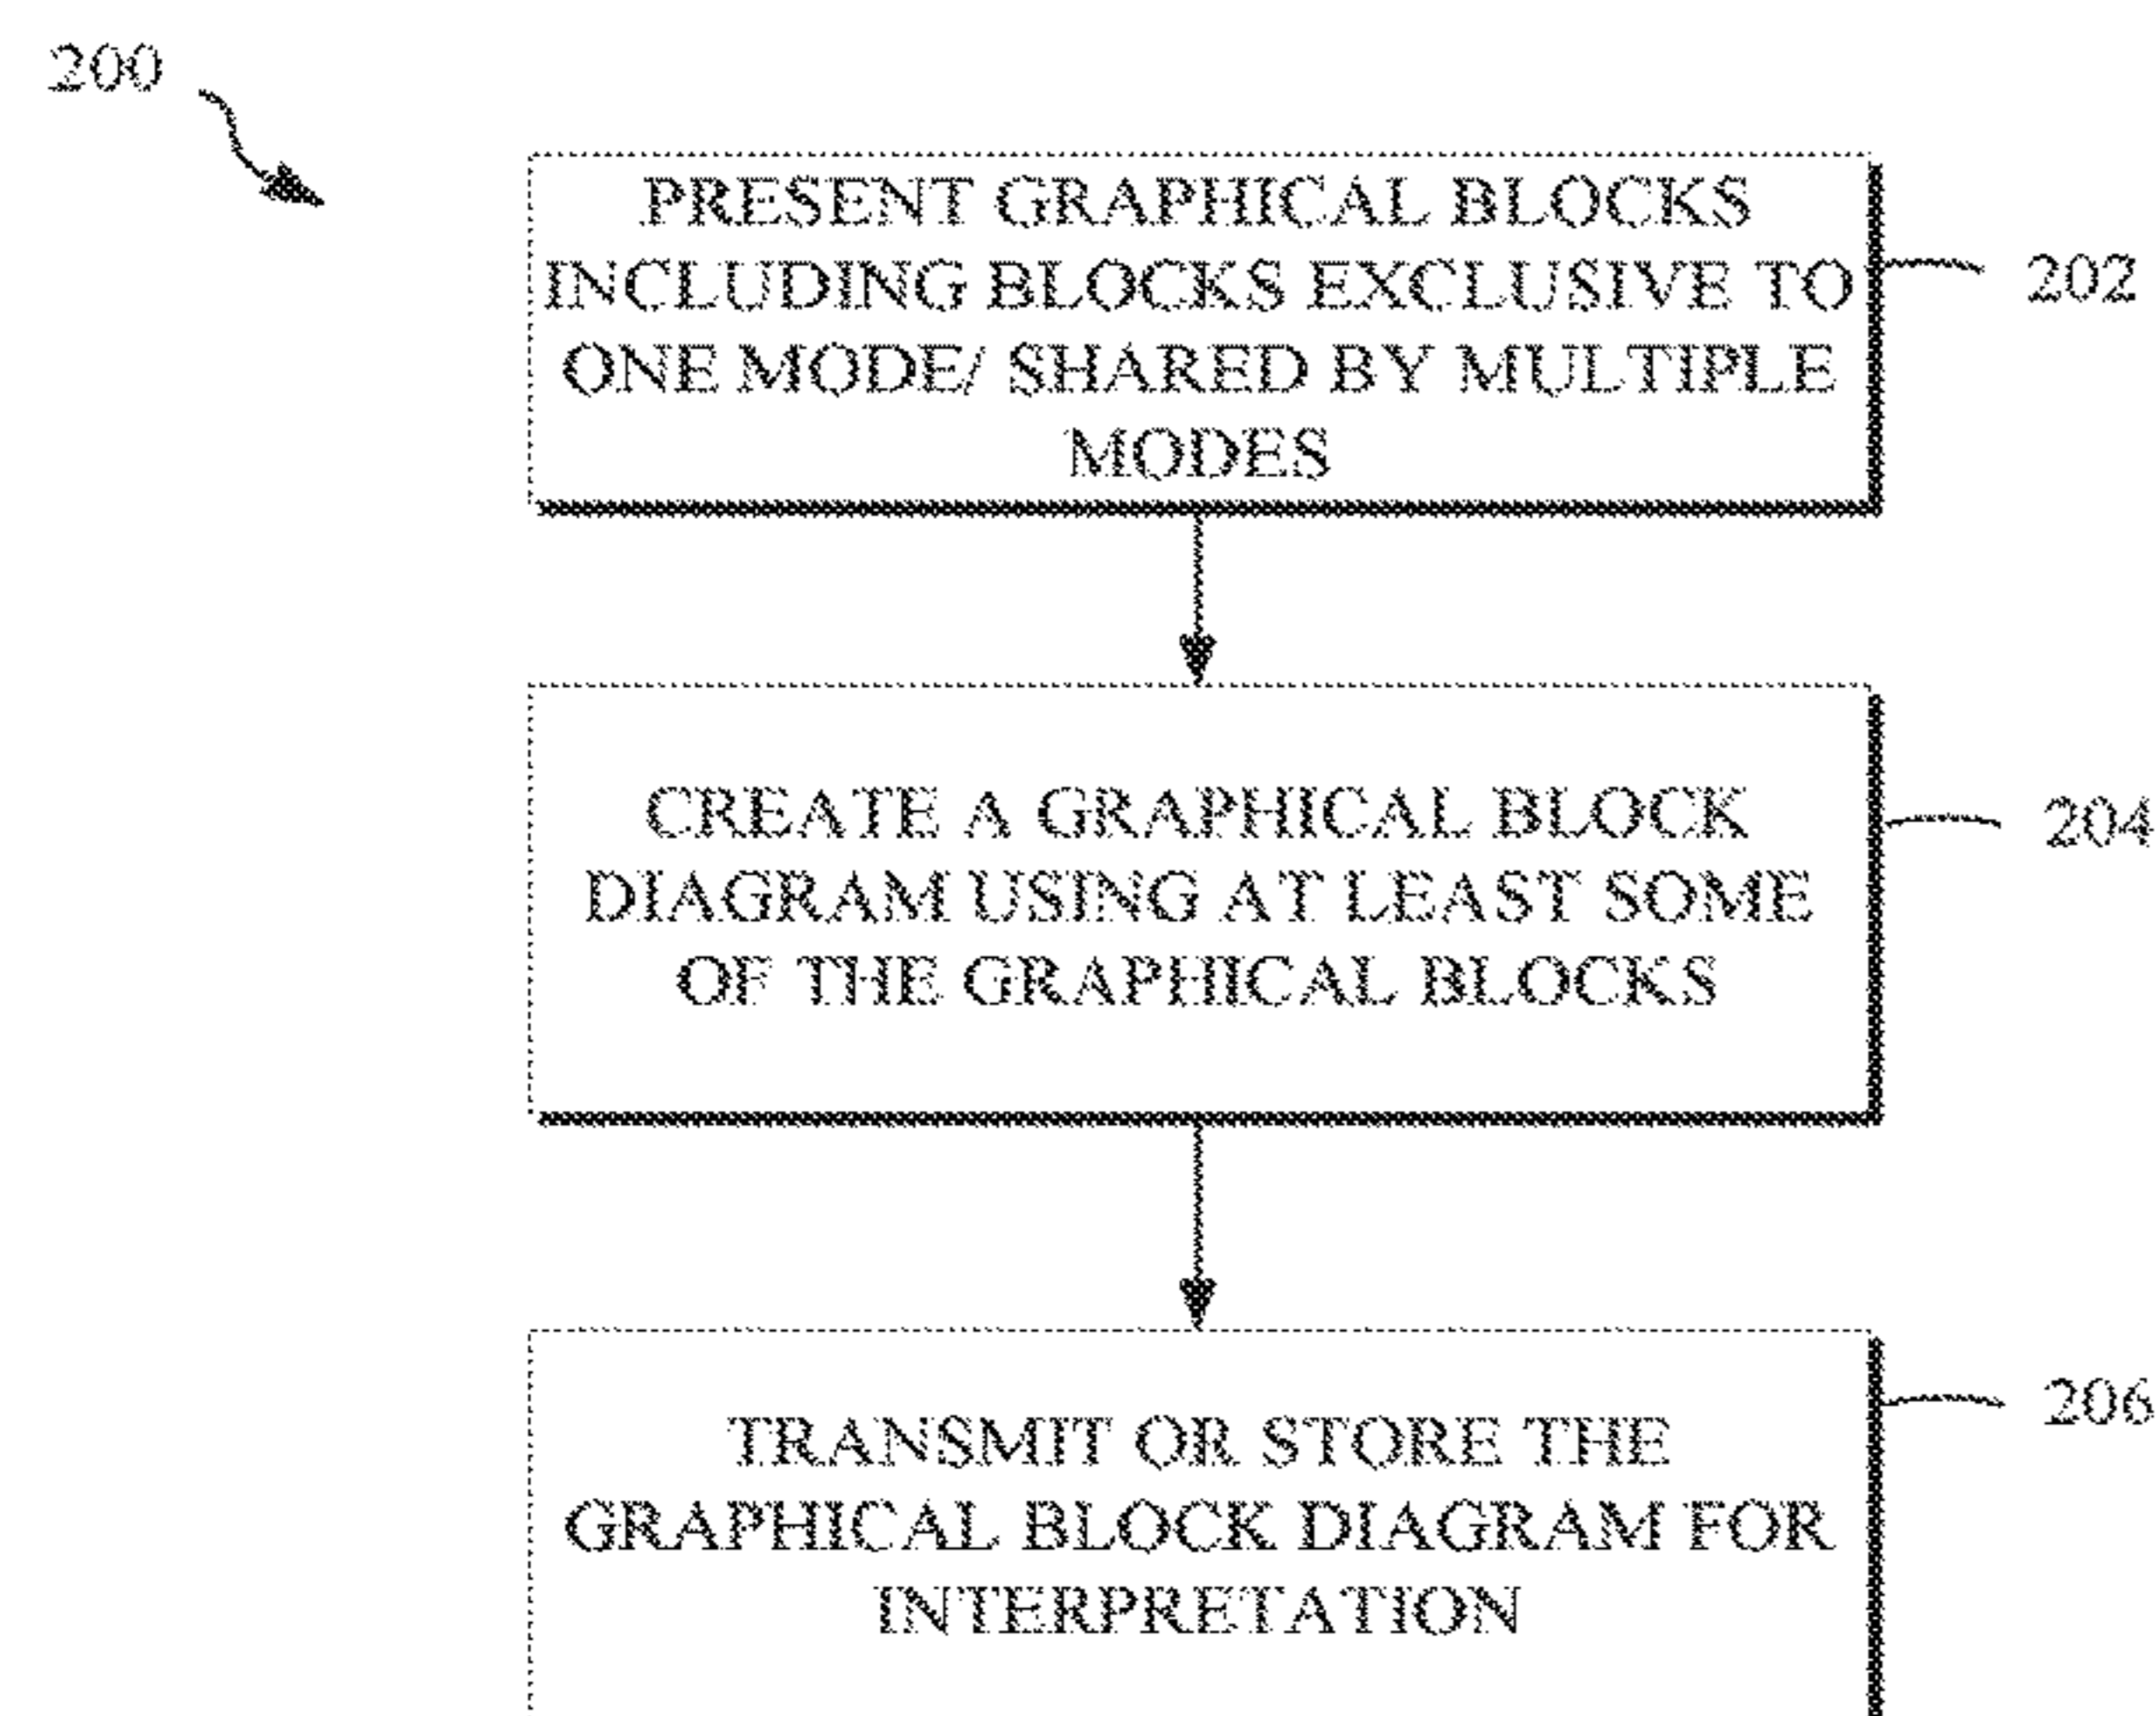 200
PRESENT GRAPHICAL BLOCKS
INCLUDING BLOCKS EXCLUSIVE TO
ONE MODE/ SHARED BY MULTIPLE
MODES
202
CREATE A GRAPHICAL BLOCK
DIAGRAM USING AT LEAST SOME
OF THE GRAPHICAL BLOCKS
204
TRANSMIT OR STORE THE
GRAPHICAL BLOCK DIAGRAM FOR
INTERPRETATION
206